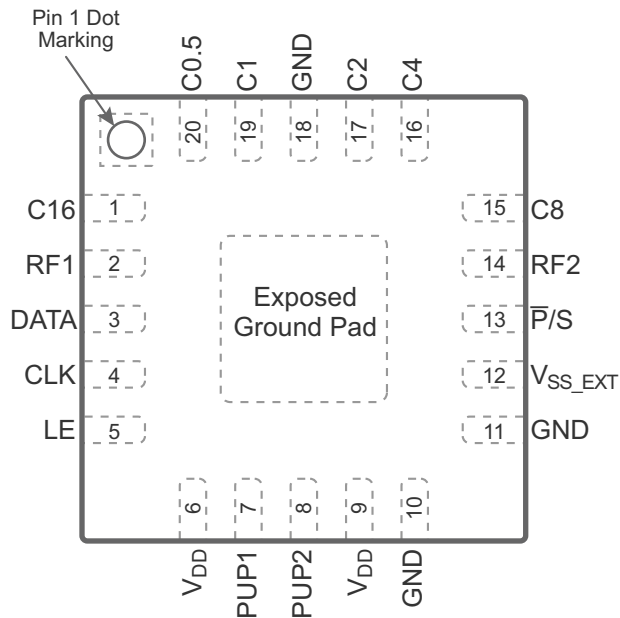 Pin 1 Dot
Marking
C0.5
C1
GND
C2
C4
20
19
18
17
16
C16 1
15 C8
RF1 2
14 RF2
DATA 3
13 P̅/S
CLK 4
12 VSS_EXT
LE 5
11 GND
Exposed
Ground Pad
6
7
8
9
10
VDD
PUP1
PUP2
VDD
GND